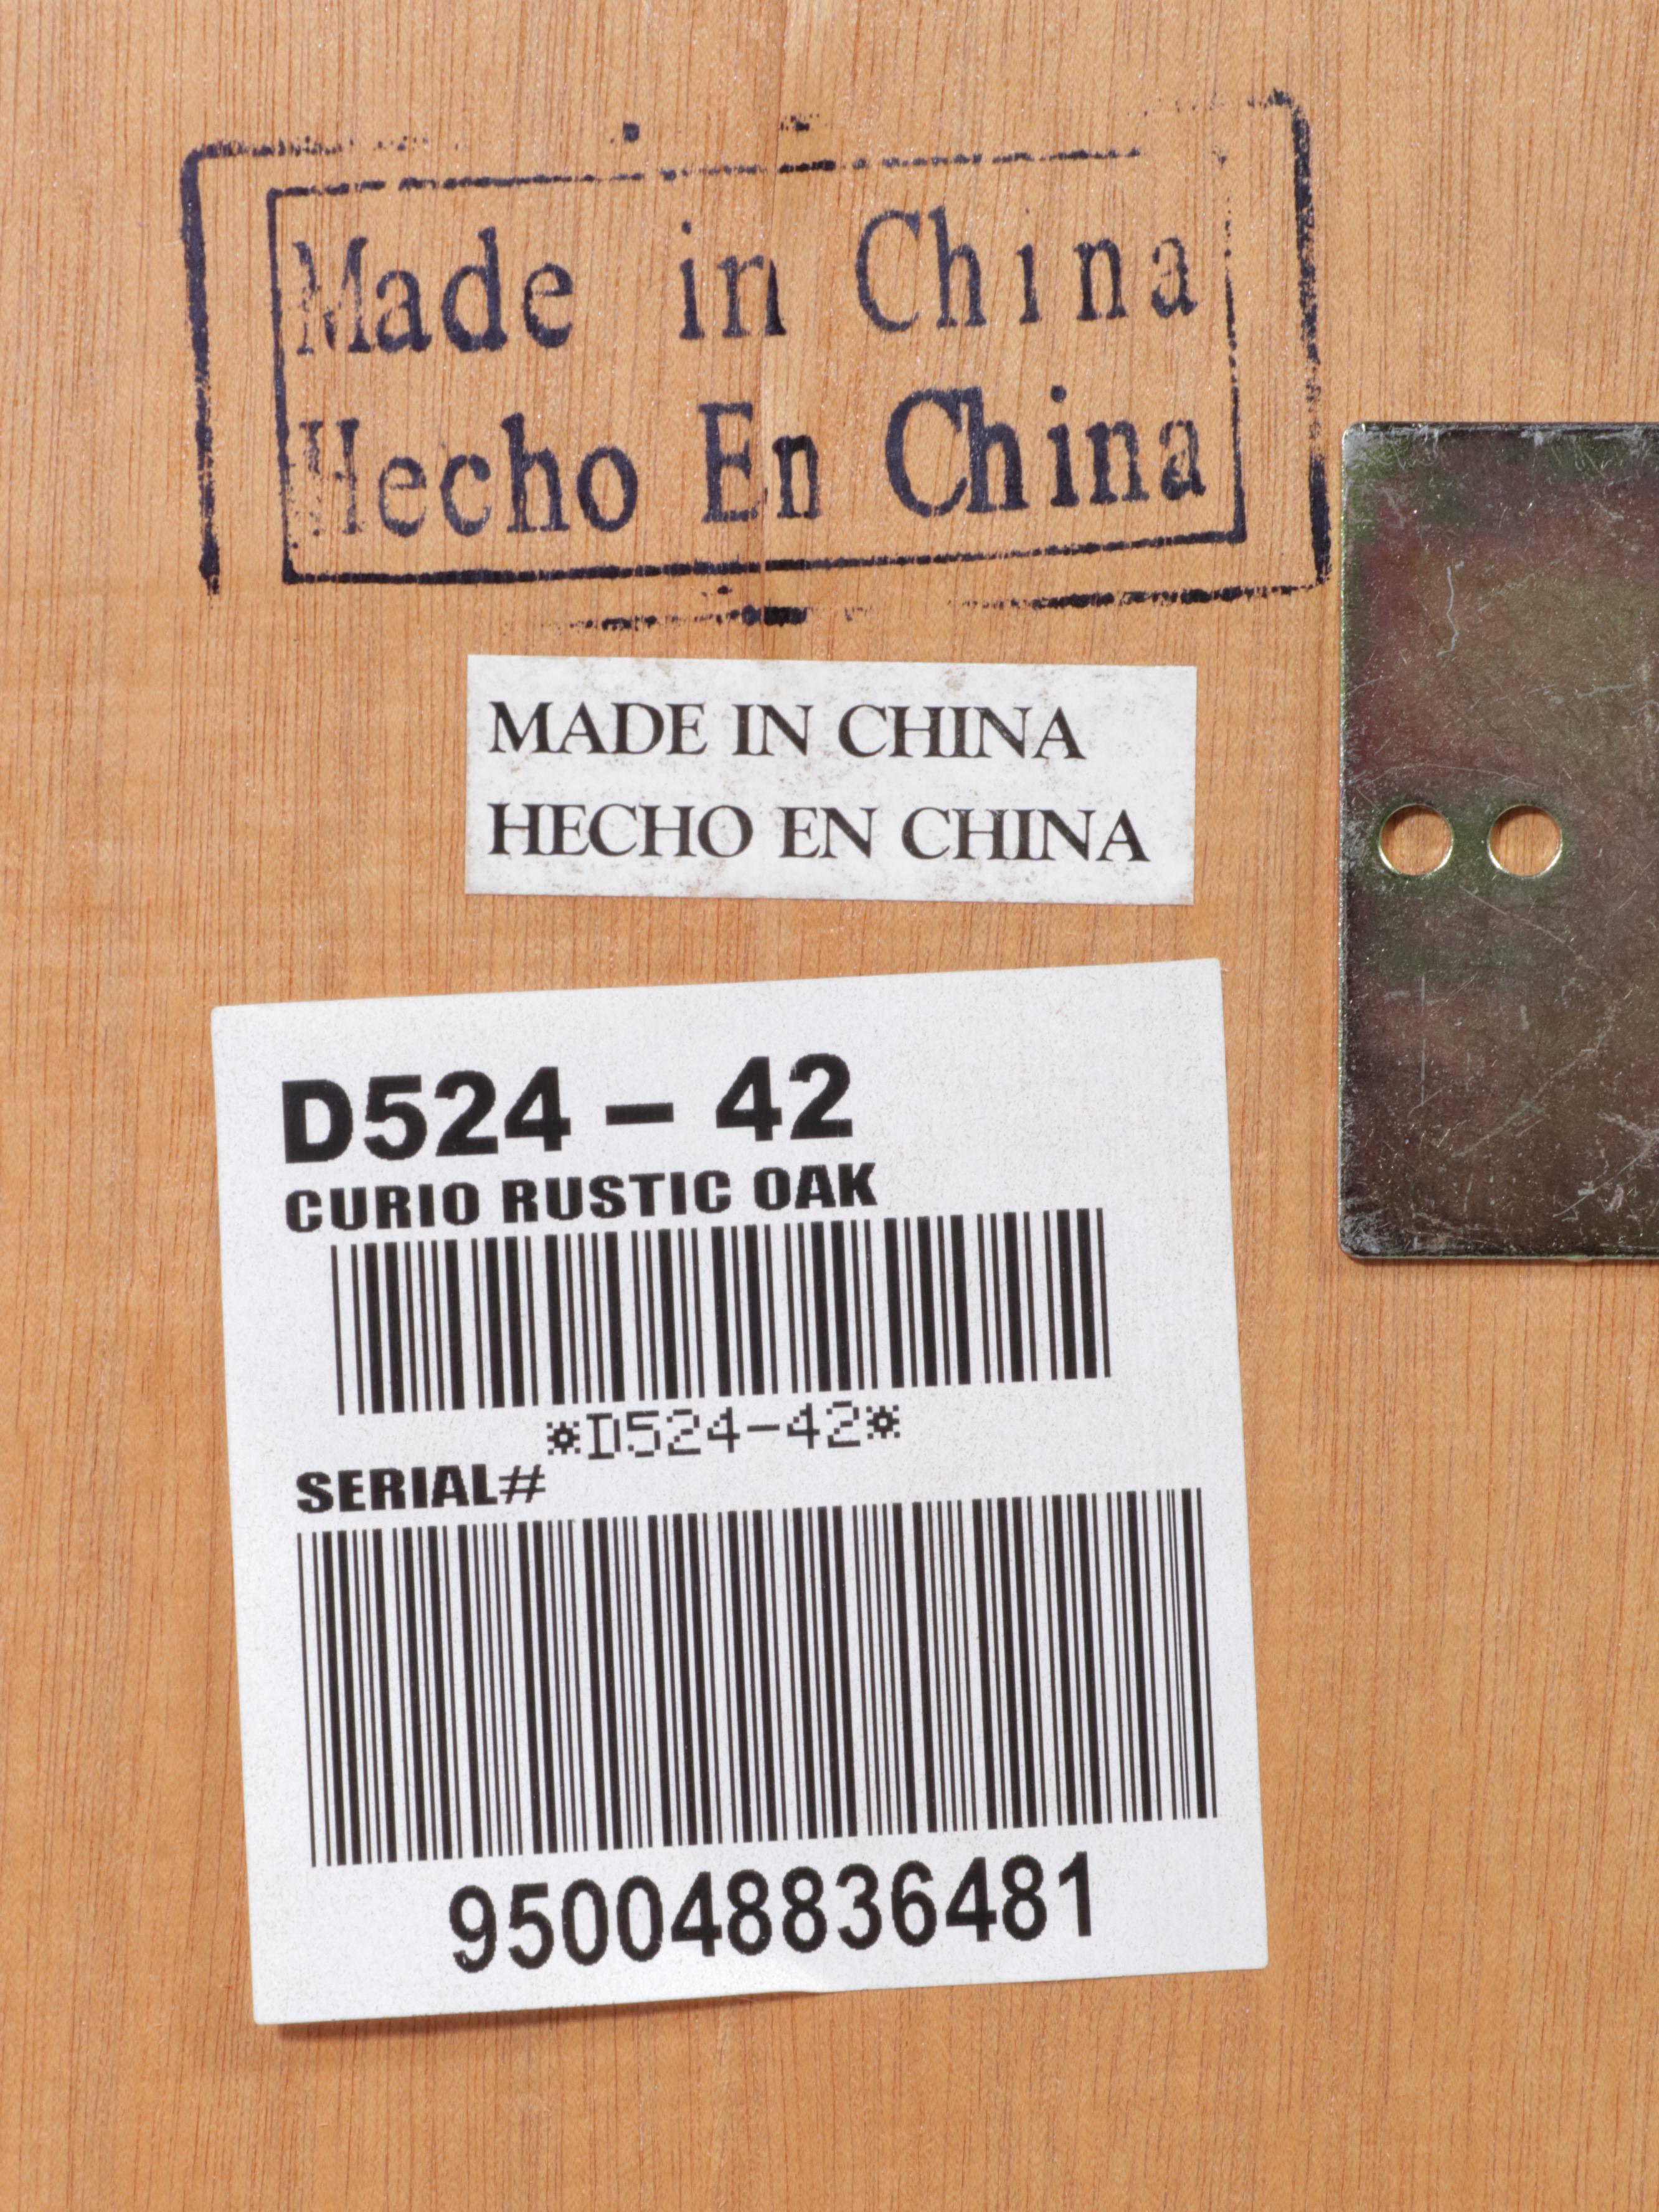 Made in China
Hecho En China
MADE IN CHINA
HECHO EN CHINA
D524 - 42
CURIO RUSTIC OAK
*D524-42*
SERIAL#
950048836481